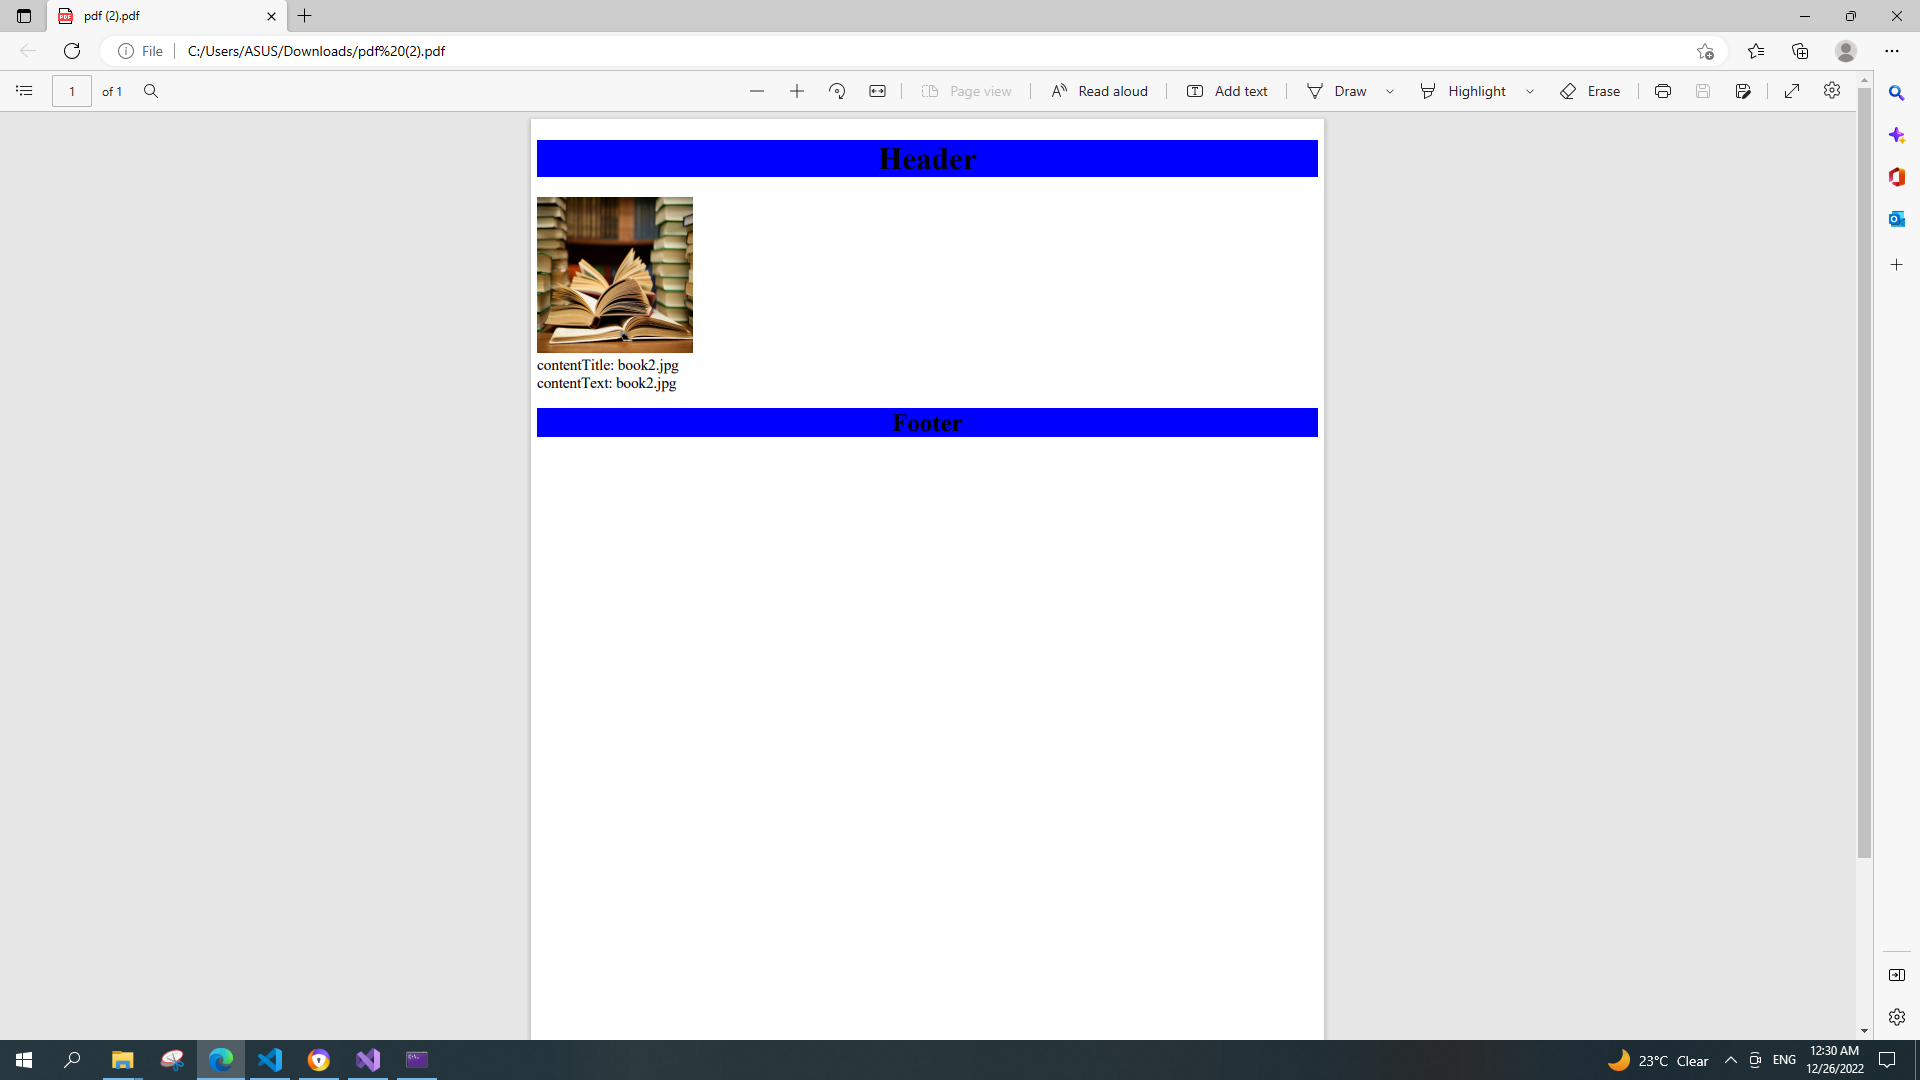 pdf (2).pdf
File
C:/Users/ASUS/Downloads/pdf%20(2).pdf
1 of 1
Page view
Read aloud
Add text
Draw
Highlight
Erase
Header
contentTitle: book2.jpg
contentText: book2.jpg
Footer
23°C Clear
ENG
12:30 AM
12/26/2022